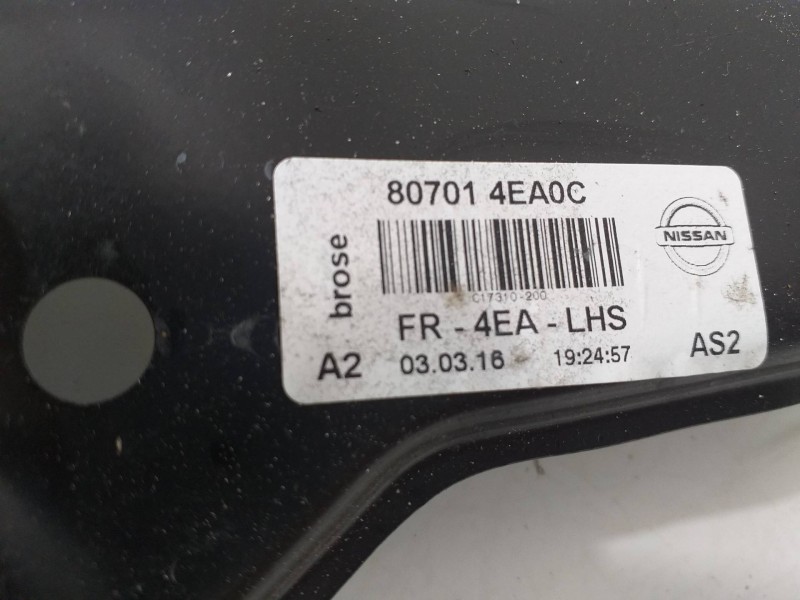 80701 4EA0C
brose
NISSAN
C17310-200
FR - 4EA - LHS
A2 03.03.16 19:24:57 AS2